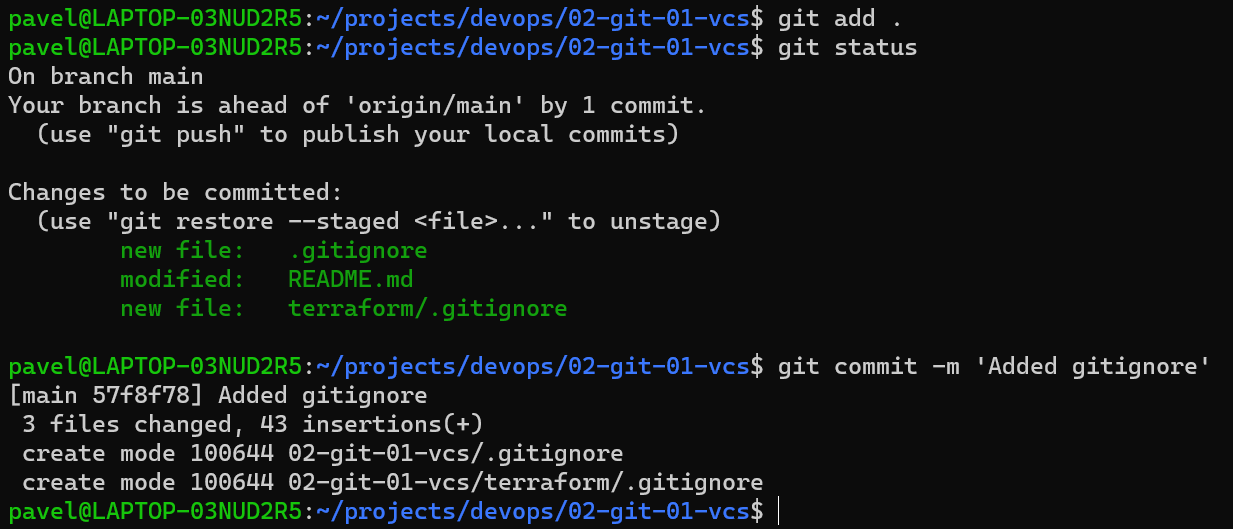 pavel@LAPTOP-03NUD2R5:~/projects/devops/02-git-01-vcs$ git add .
pavel@LAPTOP-03NUD2R5:~/projects/devops/02-git-01-vcs$ git status
On branch main
Your branch is ahead of 'origin/main' by 1 commit.
  (use "git push" to publish your local commits)

Changes to be committed:
  (use "git restore --staged <file>..." to unstage)
        new file:   .gitignore
        modified:   README.md
        new file:   terraform/.gitignore

pavel@LAPTOP-03NUD2R5:~/projects/devops/02-git-01-vcs$ git commit -m 'Added gitignore'
[main 57f8f78] Added gitignore
 3 files changed, 43 insertions(+)
 create mode 100644 02-git-01-vcs/.gitignore
 create mode 100644 02-git-01-vcs/terraform/.gitignore
pavel@LAPTOP-03NUD2R5:~/projects/devops/02-git-01-vcs$